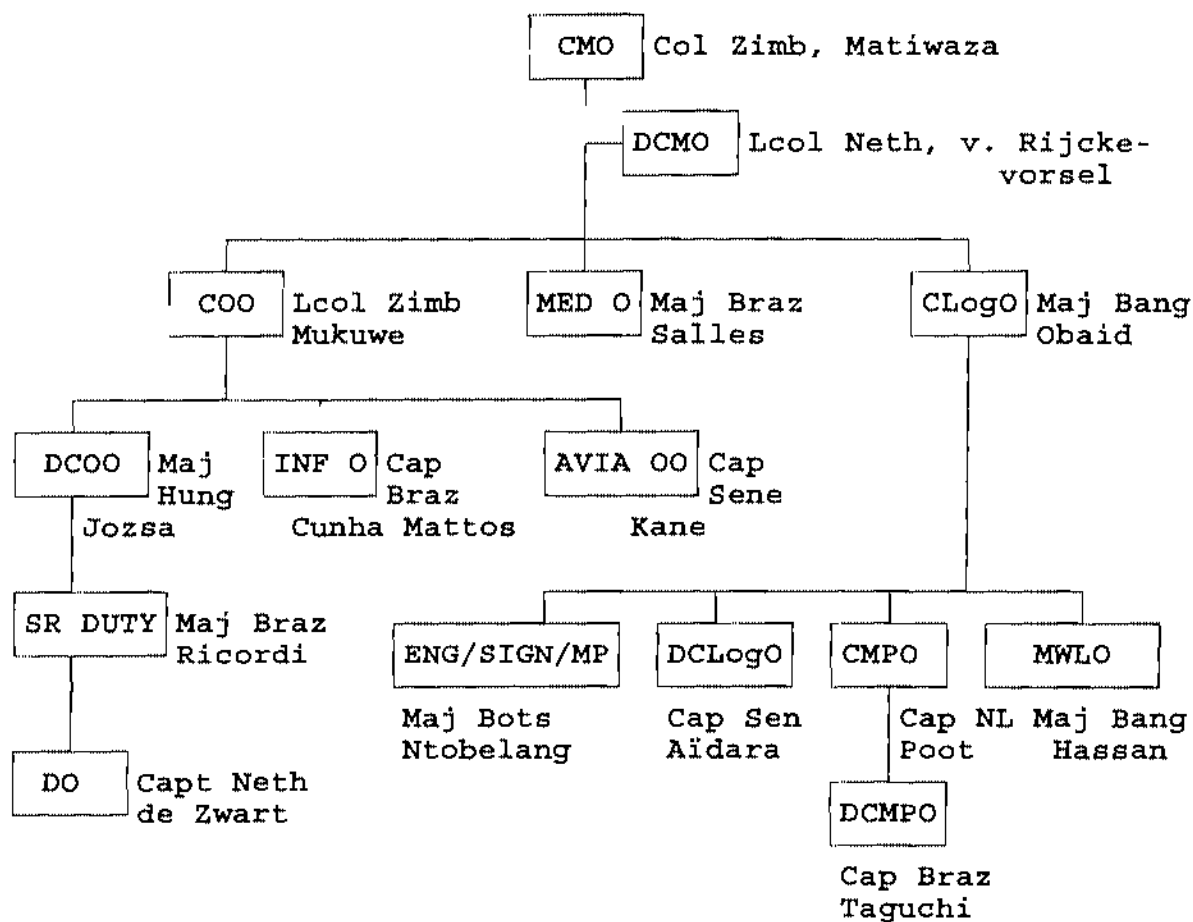 CMO Col Zimb, Matiwaza
DCMO Lcol Neth, v. Rijcke-
vorsel
COO Lcol Zimb
Mukuwe
MED O Maj Braz
Salles
CLogO Maj Bang
Obaid
DCOO Maj
Hung
Jozsa
INF O Cap
Braz
Cunha Mattos
AVIA OO Cap
Sene
Kane
SR DUTY Maj Braz
Ricordi
ENG/SIGN/MP
Maj Bots
Ntobelang
DCLogO
Cap Sen
Aïdara
CMPO
Cap NL
Poot
MWLO
Maj Bang
Hassan
DO Capt Neth
de Zwart
DCMPO
Cap Braz
Taguchi